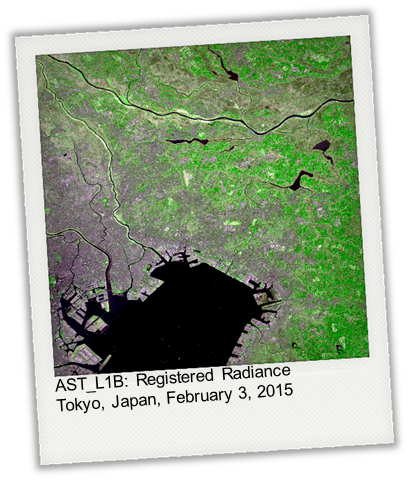 AST_L1B: Registered Radiance
Tokyo, Japan, February 3, 2015